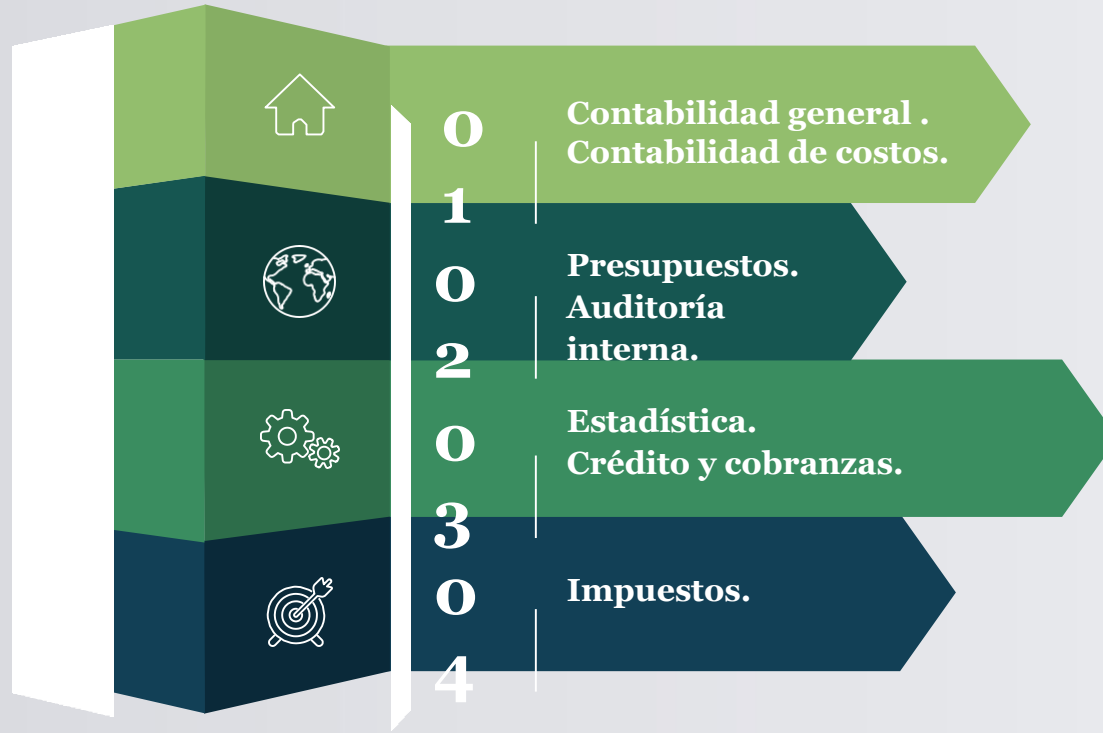 0
1
Contabilidad general .
Contabilidad de costos.
0
2
Presupuestos.
Auditoría
interna.
0
3
Estadística.
Crédito y cobranzas.
0
4
Impuestos.